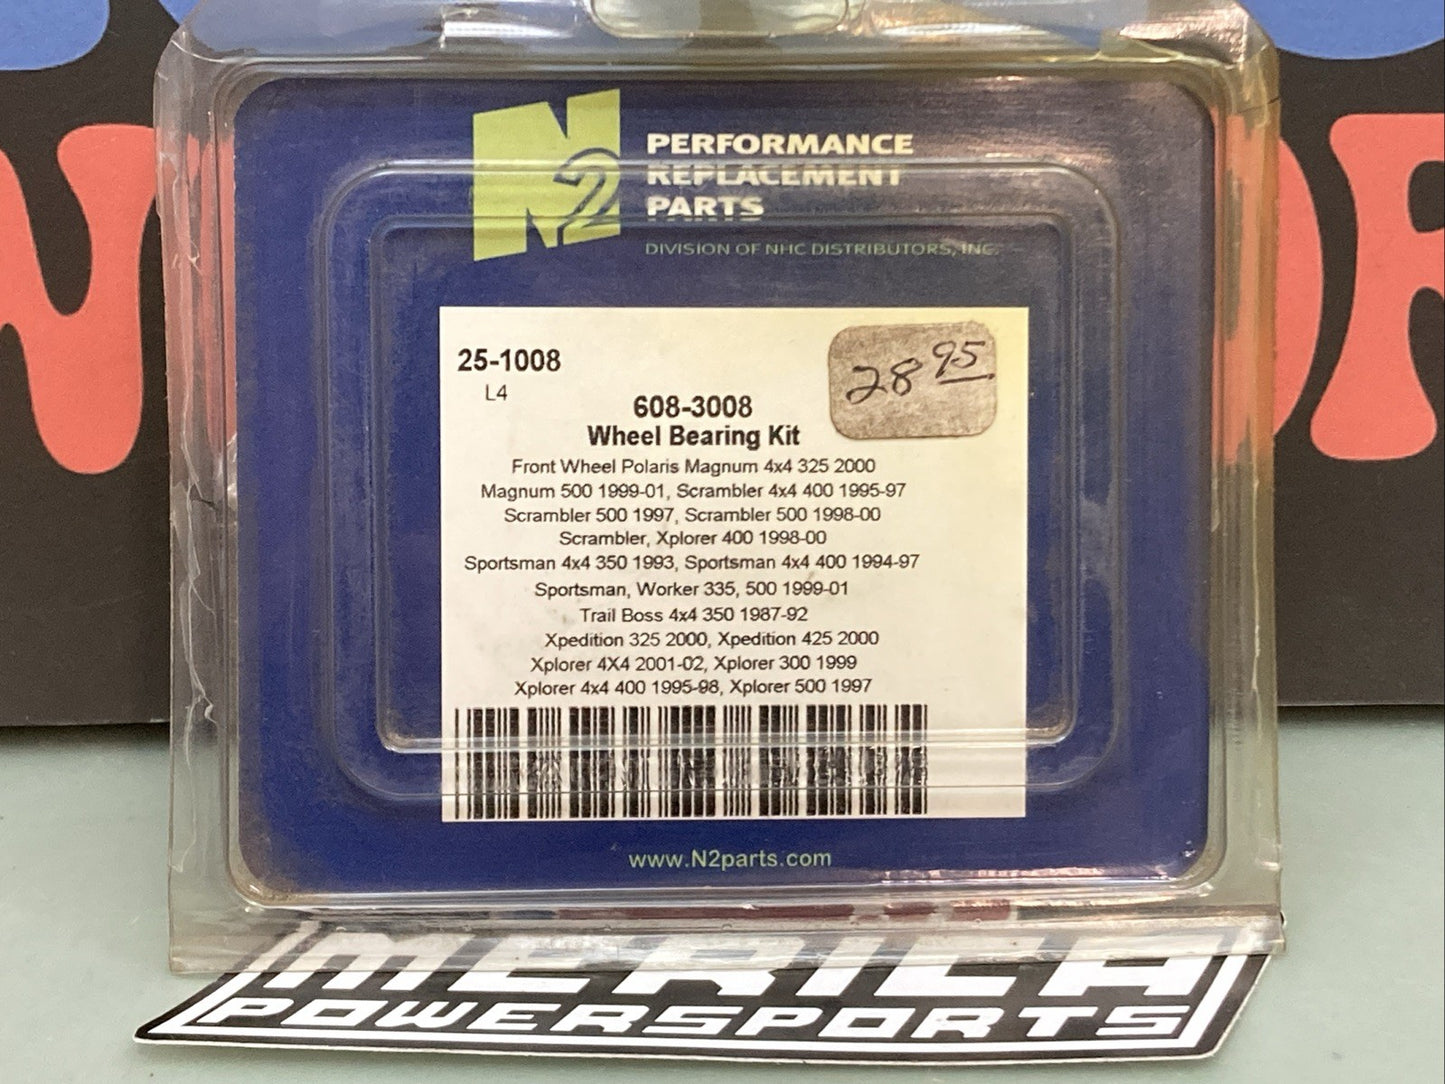 N2
PERFORMANCE
REPLACEMENT
PARTS
DIVISION OF NHC DISTRIBUTORS, INC.
25-1008
L4
28 95
608-3008
Wheel Bearing Kit
Front Wheel Polaris Magnum 4x4 325 2000
Magnum 500 1999-01, Scrambler 4x4 400 1995-97
Scrambler 500 1997, Scrambler 500 1998-00
Scrambler, Xplorer 400 1998-00
Sportsman 4x4 350 1993, Sportsman 4x4 400 1994-97
Sportsman, Worker 335, 500 1999-01
Trail Boss 4x4 350 1987-92
Xpedition 325 2000, Xpedition 425 2000
Xplorer 4X4 2001-02, Xplorer 300 1999
Xplorer 4x4 400 1995-98, Xplorer 500 1997
www.N2parts.com
MERICA
POWERSPORTS